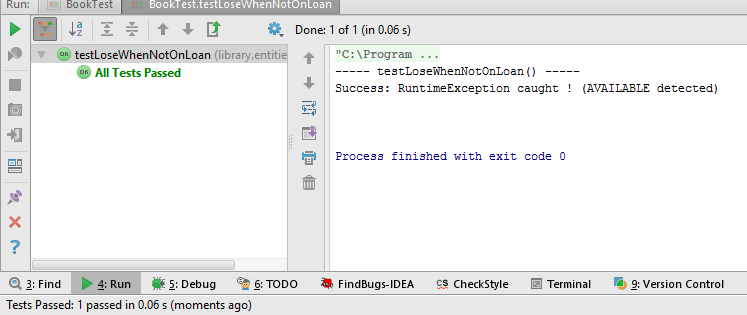 Run: BookTest BookTest.testLoseWhenNotOnLoan
Done: 1 of 1 (in 0.06 s)
OK testLoseWhenNotOnLoan (library.entitie
OK All Tests Passed
"C:\Program ...
----- testLoseWhenNotOnLoan() -----
Success: RuntimeException caught ! (AVAILABLE detected)
Process finished with exit code 0
3: Find 4: Run 5: Debug 6: TODO FindBugs-IDEA CS CheckStyle Terminal 9: Version Control
Tests Passed: 1 passed in 0.06 s (moments ago)